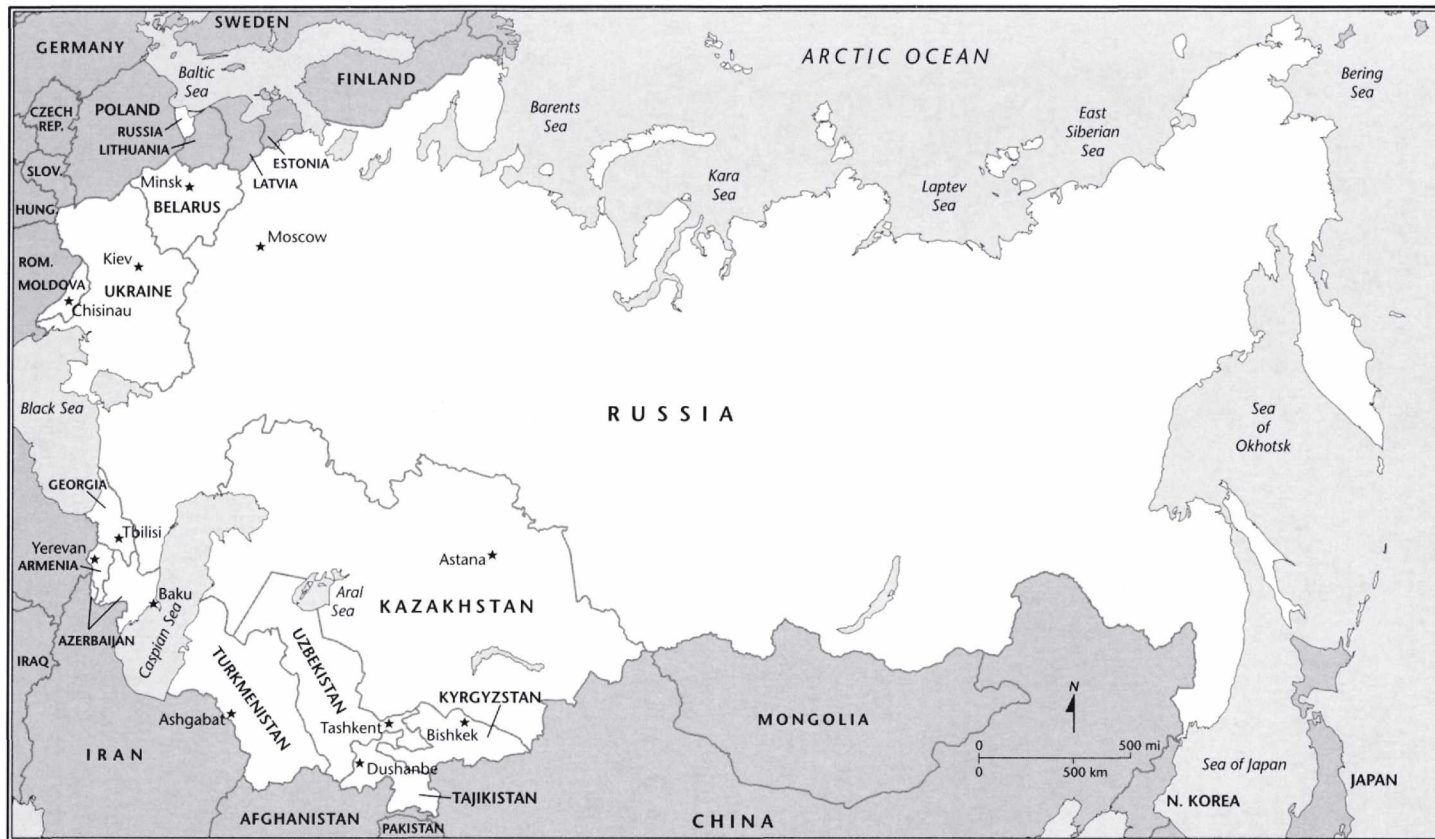 SWEDEN
GERMANY
ARCTIC OCEAN
Baltic
Sea
FINLAND
Bering
Sea
CZECH
REP.
POLAND
RUSSIA
LITHUANIA
Barents
Sea
East
Siberian
Sea
ESTONIA
LATVIA
SLOV.
Kara
Sea
Laptev
Sea
Minsk
BELARUS
HUNG.
Moscow
ROM.
Kiev
MOLDOVA
UKRAINE
Chisinau
Black Sea
RUSSIA
Sea
of
Okhotsk
GEORGIA
Tbilisi
Yerevan
ARMENIA
Astana
Baku
Aral
Sea
KAZAKHSTAN
AZERBAIJAN
Caspian Sea
IRAQ
UZBEKISTAN
TURKMENISTAN
KYRGYZSTAN
N
Ashgabat
Tashkent
Bishkek
MONGOLIA
IRAN
0 500 mi
0 500 km
Dushanbe
Sea of Japan
JAPAN
TAJIKISTAN
N. KOREA
AFGHANISTAN
PAKISTAN
CHINA